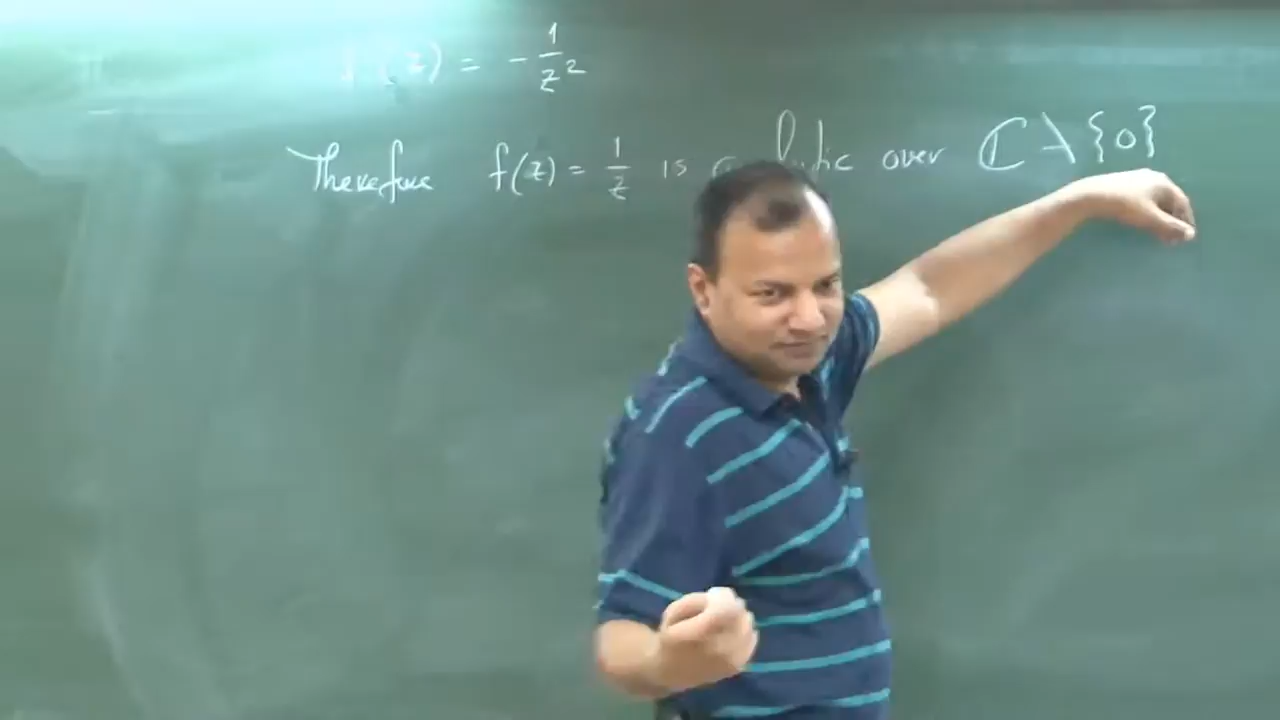 f'(z) = - 1/z²
Therefore f(z) = 1/z is over ℂ \ {0}